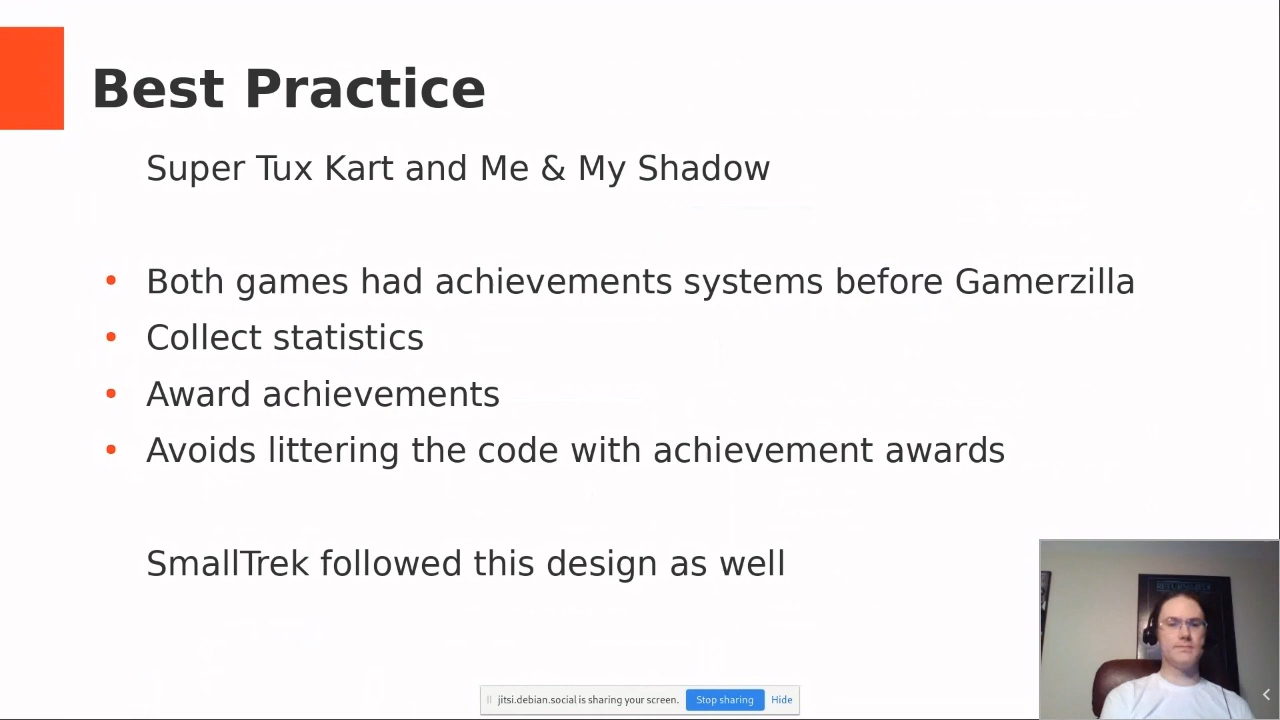 Best Practice
Super Tux Kart and Me & My Shadow
• Both games had achievements systems before Gamerzilla
• Collect statistics
• Award achievements
• Avoids littering the code with achievement awards
SmallTrek followed this design as well
jitsi.debian.social is sharing your screen. Stop sharing Hide